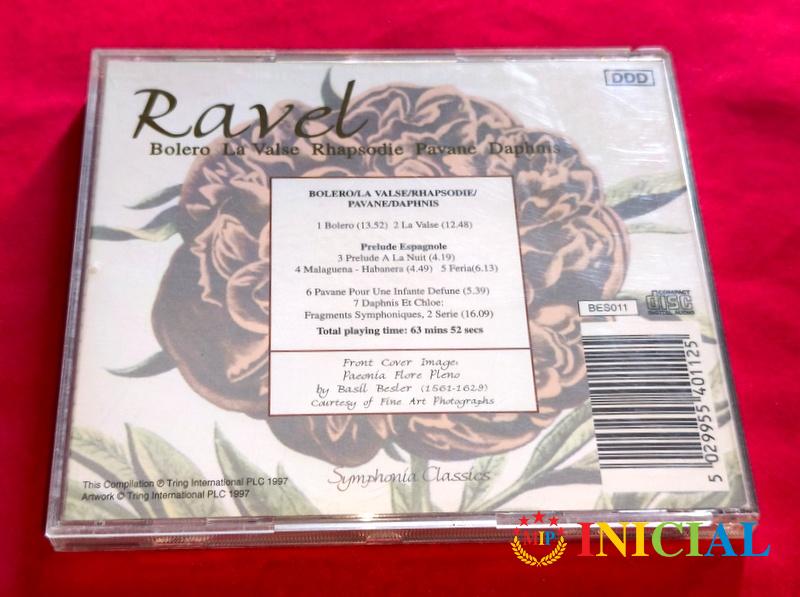 Ravel
DDD
Bolero La Valse Rhapsodie Pavane Daphnis
BOLERO/LA VALSE/RHAPSODIE/
PAVANE/DAPHNIS
1 Bolero (13.52) 2 La Valse (12.48)
Prelude Espagnole
3 Prelude A La Nuit (4.19)
4 Malaguena - Habanera (4.49) 5 Feria(6.13)
6 Pavane Pour Une Infante Defune (5.39)
7 Daphnis Et Chloe:
Fragments Symphoniques, 2 Serie (16.09)
Total playing time: 63 mins 52 secs
Front Cover Image:
Paeonia Flore Pleno
by Basil Besler (1561-1629)
Courtesy of Fine Art Photographs
BES011
COMPACT
disc
DIGITAL AUDIO
5 029955 401125
Symphonia Classics
This Compilation ℗ Tring International PLC 1997
Artwork © Tring International PLC 1997
MIP
INICIAL